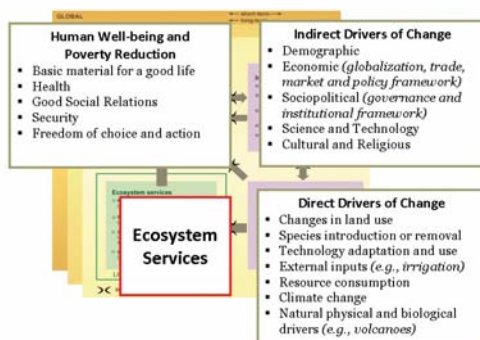 GLOBAL
Human Well-being and
Poverty Reduction
▪ Basic material for a good life
▪ Health
▪ Good Social Relations
▪ Security
▪ Freedom of choice and action
Indirect Drivers of Change
▪ Demographic
▪ Economic (globalization, trade,
market and policy framework)
▪ Sociopolitical (governance and
institutional framework)
▪ Science and Technology
▪ Cultural and Religious
Ecosystem services
Ecosystem
Services
Direct Drivers of Change
▪ Changes in land use
▪ Species introduction or removal
▪ Technology adaptation and use
▪ External inputs (e.g., irrigation)
▪ Resource consumption
▪ Climate change
▪ Natural physical and biological
drivers (e.g., volcanoes)